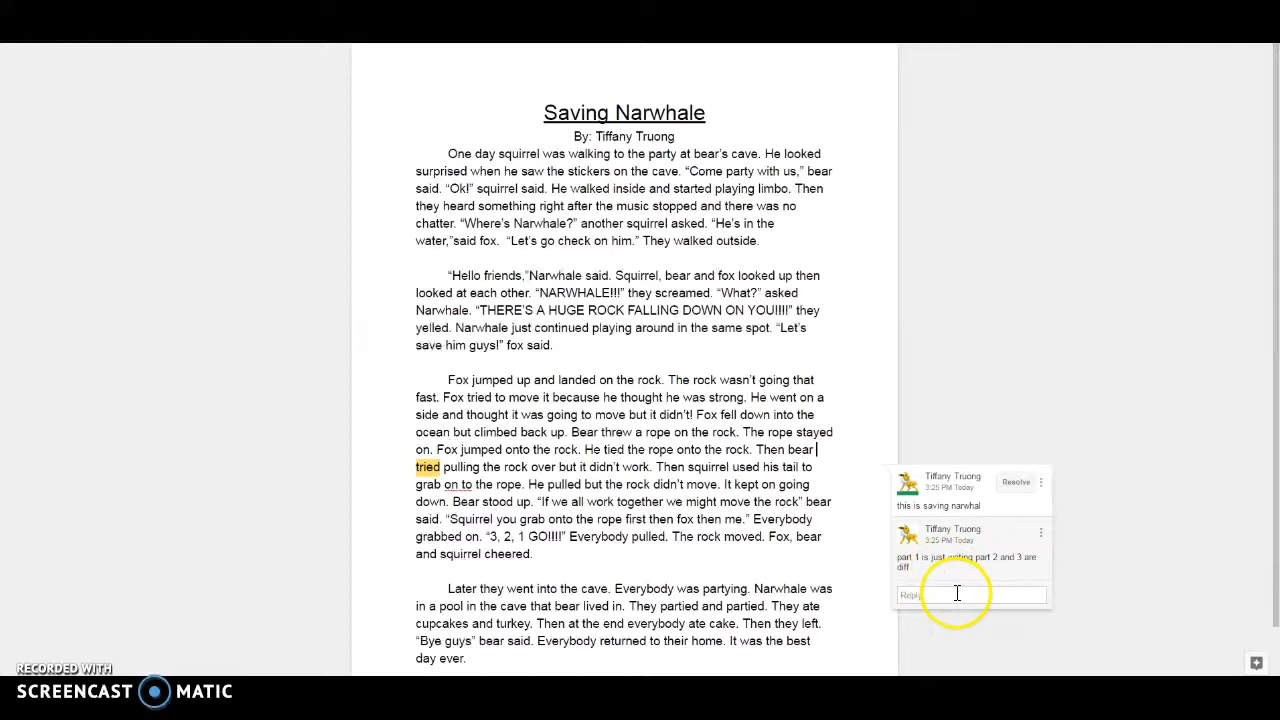 Saving Narwhale
By: Tiffany Truong
One day squirrel was walking to the party at bear's cave. He looked
surprised when he saw the stickers on the cave. “Come party with us,” bear
said. “Ok!” squirrel said. He walked inside and started playing limbo. Then
they heard something right after the music stopped and there was no
chatter. “Where's Narwhale?” another squirrel asked. “He's in the
water,”said fox.  “Let's go check on him.” They walked outside.
“Hello friends,”Narwhale said. Squirrel, bear and fox looked up then
looked at each other. “NARWHALE!!!” they screamed. “What?” asked
Narwhale. “THERE'S A HUGE ROCK FALLING DOWN ON YOU!!!!” they
yelled. Narwhale just continued playing around in the same spot. “Let's
save him guys!” fox said.
Fox jumped up and landed on the rock. The rock wasn't going that
fast. Fox tried to move it because he thought he was strong. He went on a
side and thought it was going to move but it didn't! Fox fell down into the
ocean but climbed back up. Bear threw a rope on the rock. The rope stayed
on. Fox jumped onto the rock. He tied the rope onto the rock. Then bear
tried pulling the rock over but it didn't work. Then squirrel used his tail to
grab on to the rope. He pulled but the rock didn't move. It kept on going
down. Bear stood up. “If we all work together we might move the rock” bear
said. “Squirrel you grab onto the rope first then fox then me.” Everybody
grabbed on. “3, 2, 1 GO!!!!” Everybody pulled. The rock moved. Fox, bear
and squirrel cheered.
Later they went into the cave. Everybody was partying. Narwhale was
in a pool in the cave that bear lived in. They partied and partied. They ate
cupcakes and turkey. Then at the end everybody ate cake. Then they left.
“Bye guys” bear said. Everybody returned to their home. It was the best
day ever.
Tiffany Truong
3:25 PM Today
Resolve
this is saving narwhal
Tiffany Truong
3:25 PM Today
part 1 is just writing part 2 and 3 are
diff
Reply
RECORDED WITH
SCREENCAST MATIC